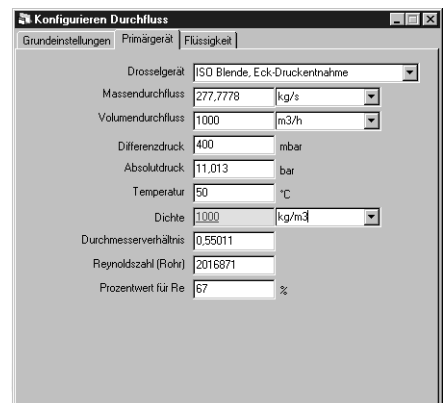 Konfigurieren Durchfluss
Grundeinstellungen Primärgerät Flüssigkeit
Drosselgerät ISO Blende, Eck-Druckentnahme
Massendurchfluss 277,7778 kg/s
Volumendurchfluss 1000 m3/h
Differenzdruck 400 mbar
Absolutdruck 11,013 bar
Temperatur 50 °C
Dichte 1000 kg/m3
Durchmesserverhältnis 0,55011
Reynoldszahl (Rohr) 2016871
Prozentwert für Re 67 %